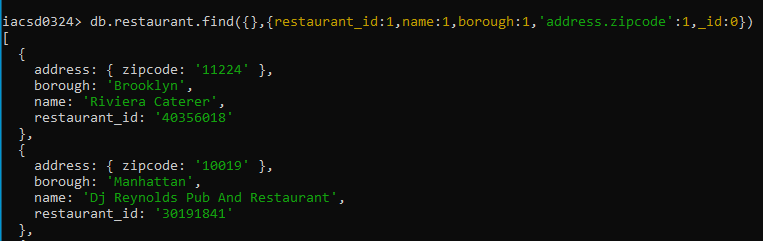 iacsd0324> db.restaurant.find({},{restaurant_id:1,name:1,borough:1,'address.zipcode':1,_id:0})
[
  {
    address: { zipcode: '11224' },
    borough: 'Brooklyn',
    name: 'Riviera Caterer',
    restaurant_id: '40356018'
  },
  {
    address: { zipcode: '10019' },
    borough: 'Manhattan',
    name: 'Dj Reynolds Pub And Restaurant',
    restaurant_id: '30191841'
  },